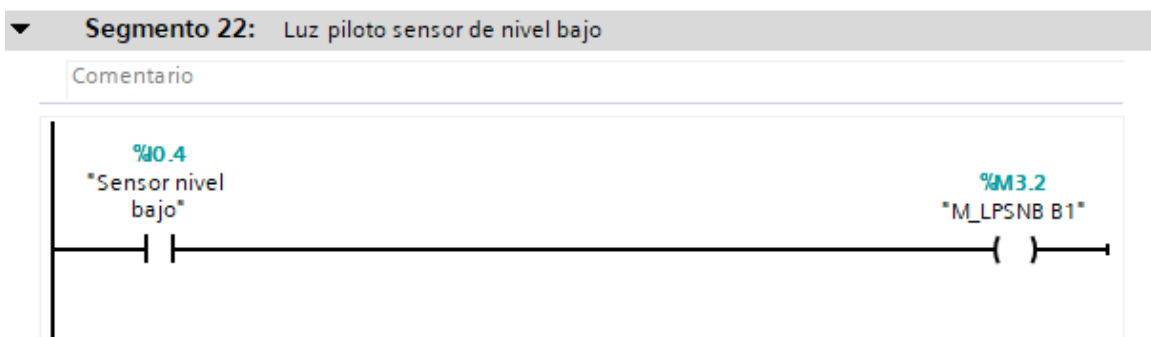 Segmento 22: Luz piloto sensor de nivel bajo
Comentario
%I0.4
"Sensor nivel
bajo"
%M3.2
"M_LPSNB B1"